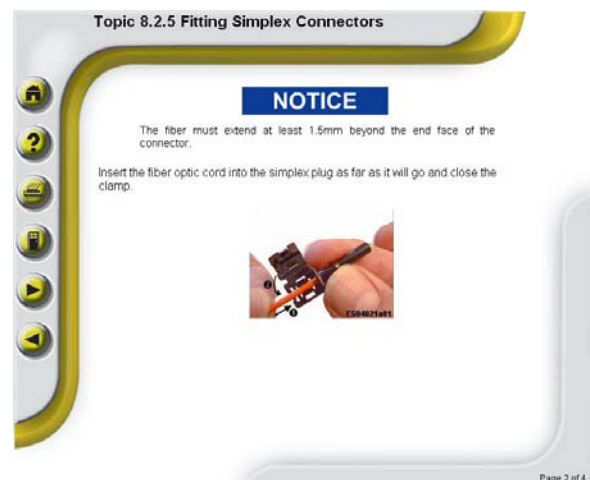 Topic 8.2.5 Fitting Simplex Connectors
NOTICE
The fiber must extend at least 1.5mm beyond the end face of the
connector.
Insert the fiber optic cord into the simplex plug as far as it will go and close the
clamp.
2
1
ES04021a01
Page 2 of 4